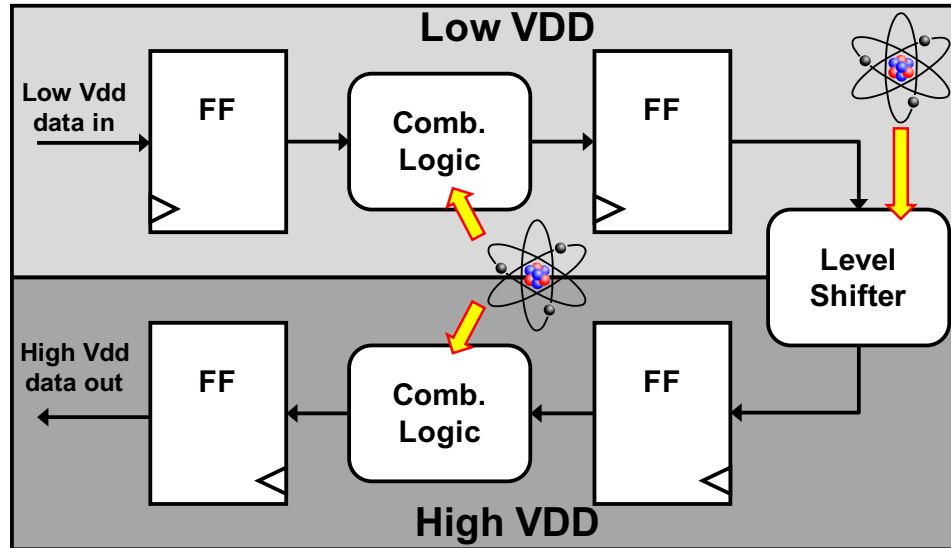 Low VDD
Low Vdd
data in
FF
Comb.
Logic
FF
Level
Shifter
High Vdd
data out
FF
Comb.
Logic
FF
High VDD